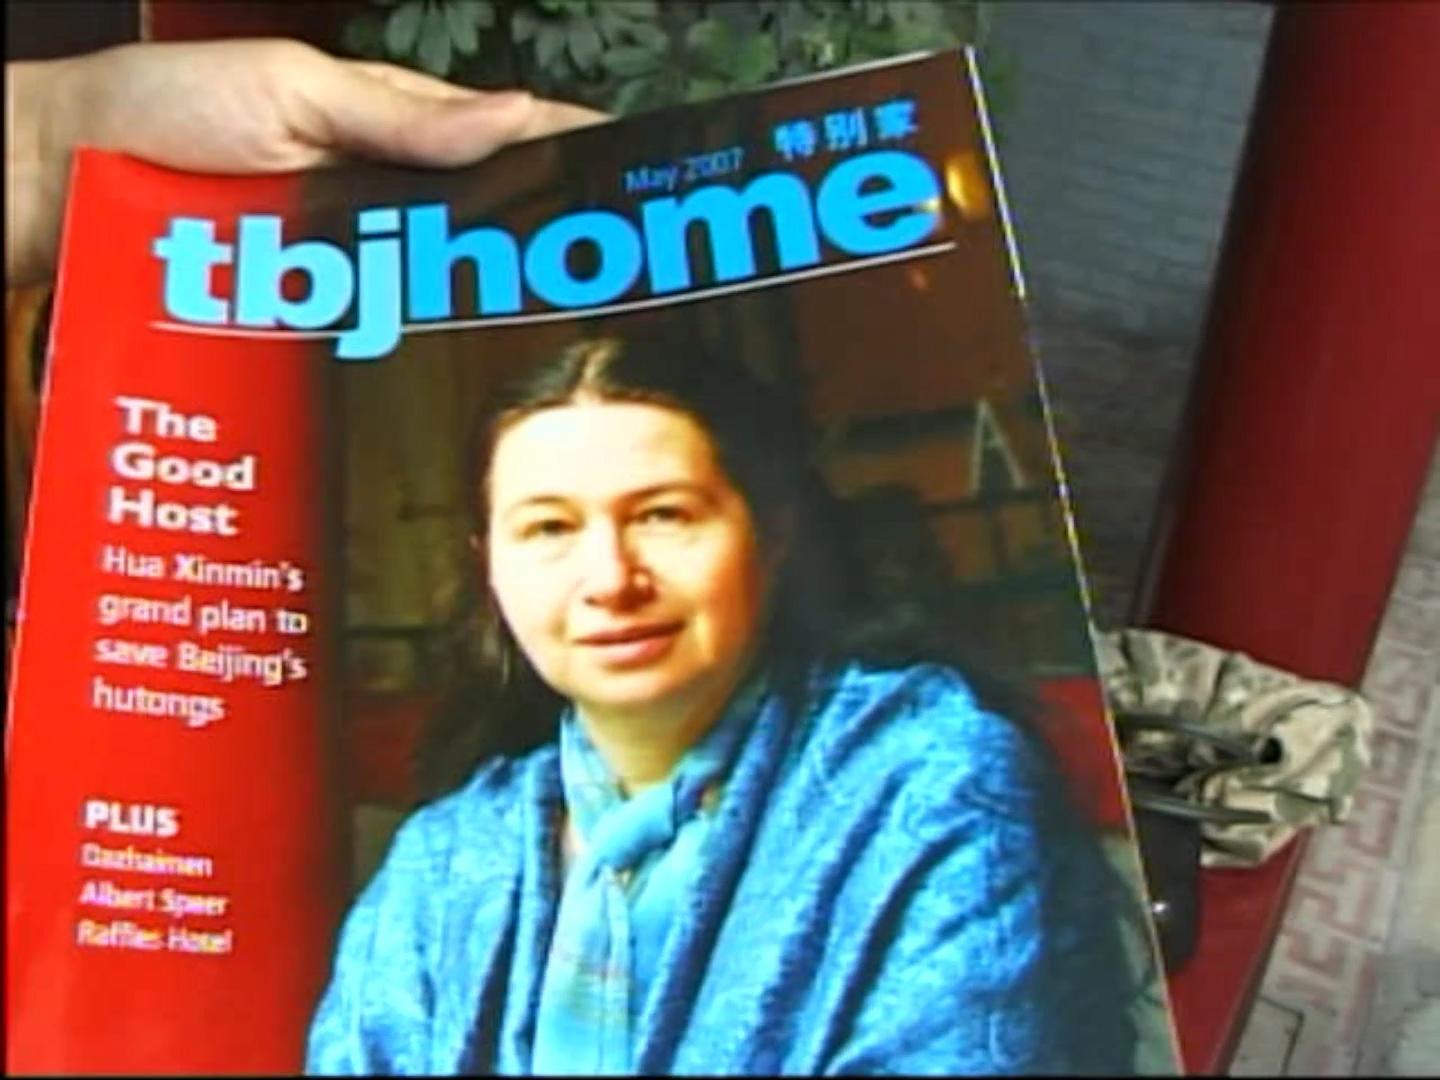 May 2007 特别家
tbjhome
The
Good
Host
Hua Xinmin's
grand plan to
save Beijing's
hutongs
PLUS
Dazhaimen
Albert Speer
Raffles Hotel